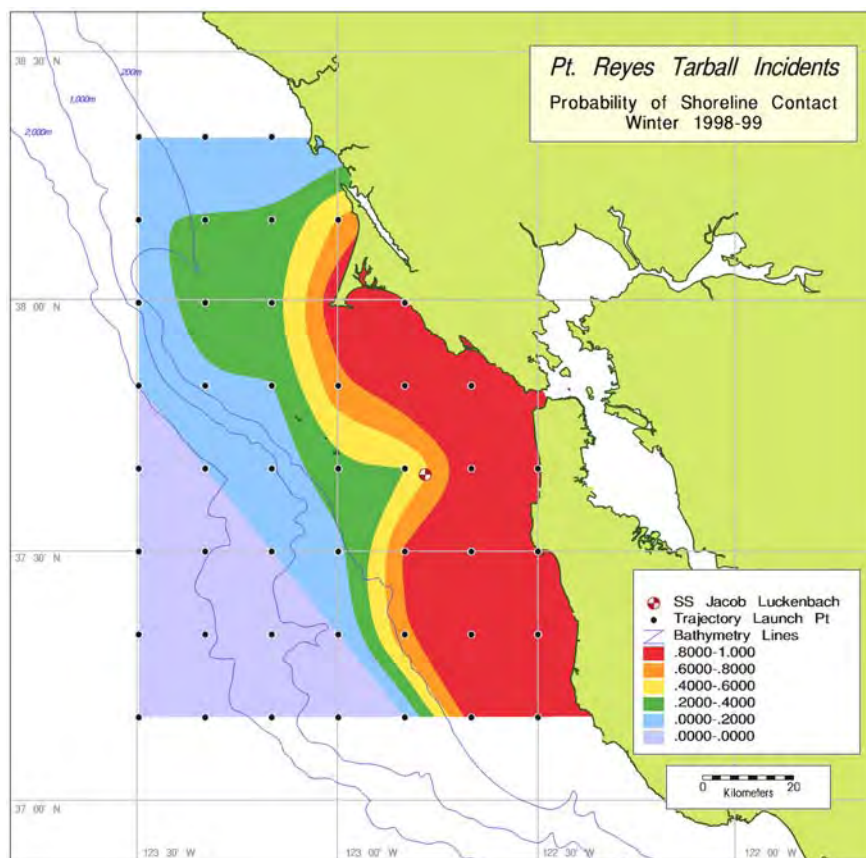 Pt. Reyes Tarball Incidents
Probability of Shoreline Contact
Winter 1998-99
38 30' N
200m
1,000m
2,000m
38 00' N
37 30' N
37 00' N
SS Jacob Luckenbach
Trajectory Launch Pt
Bathymetry Lines
.8000-1.000
.6000-.8000
.4000-.6000
.2000-.4000
.0000-.2000
.0000-.0000
0 20
Kilometers
123 30' W
123 00' W
122 30' W
122 00' W